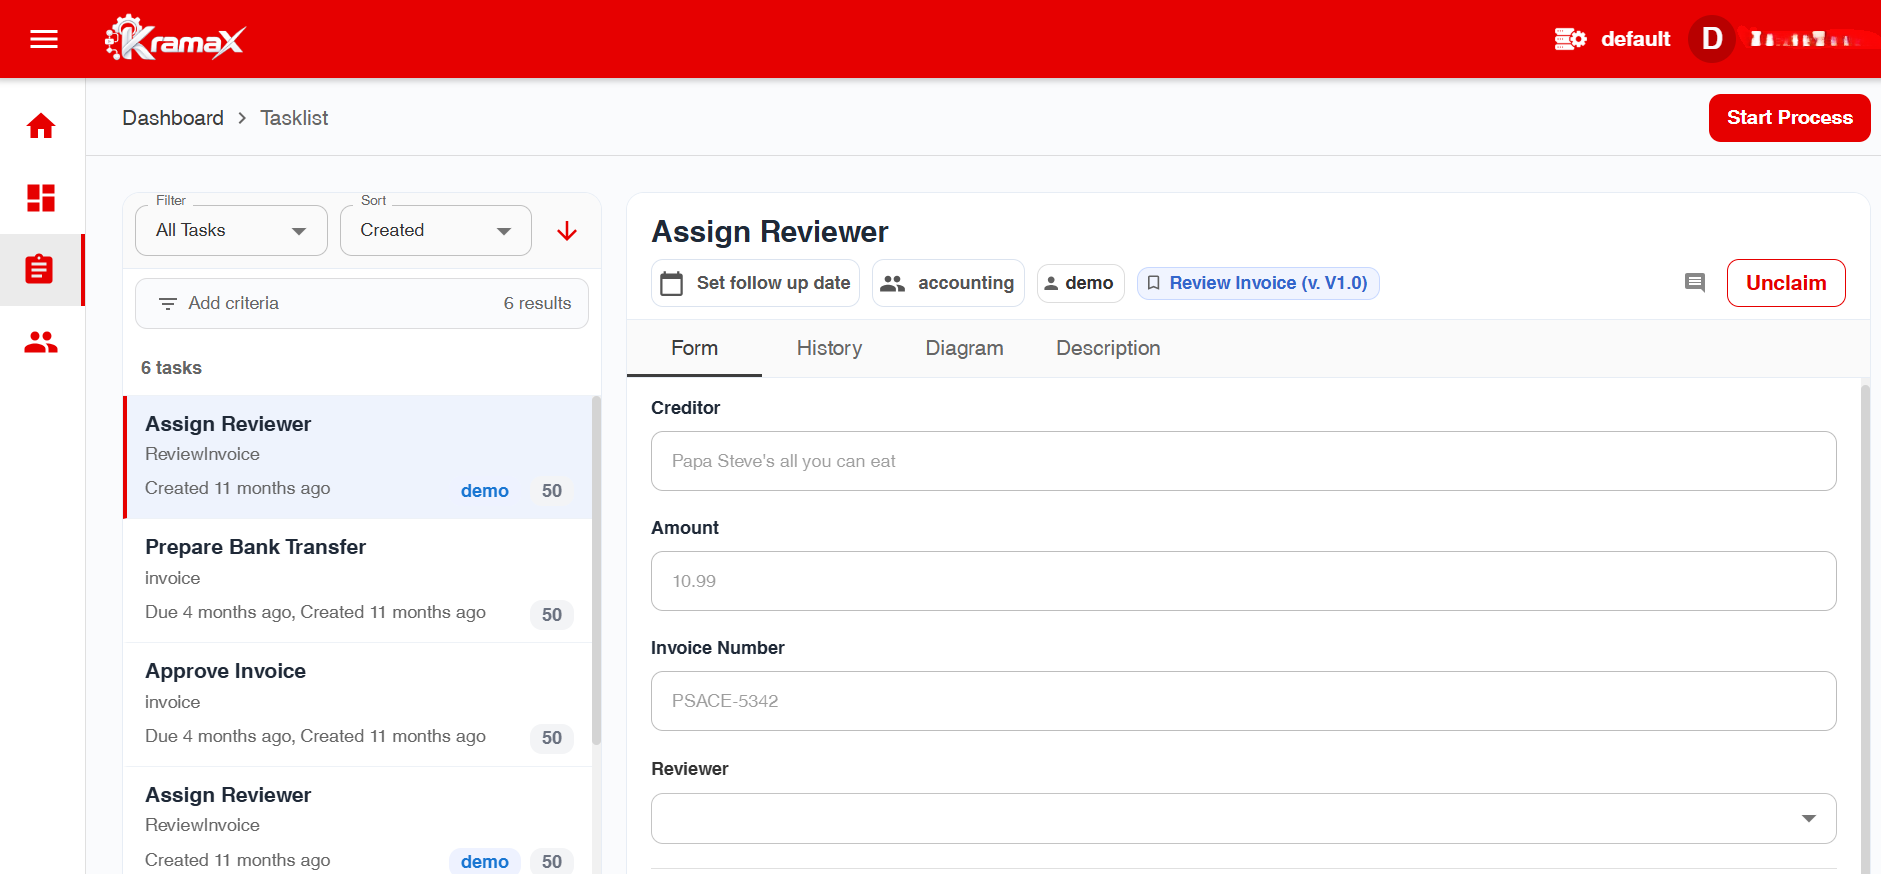 KramaX
default
D
Dashboard > Tasklist
Start Process
Filter
All Tasks
Sort
Created
Add criteria
6 results
6 tasks
Assign Reviewer
ReviewInvoice
Created 11 months ago
demo
50
Prepare Bank Transfer
invoice
Due 4 months ago, Created 11 months ago
50
Approve Invoice
invoice
Due 4 months ago, Created 11 months ago
50
Assign Reviewer
ReviewInvoice
Created 11 months ago
demo
50
Assign Reviewer
Set follow up date
accounting
demo
Review Invoice (v. V1.0)
Unclaim
Form
History
Diagram
Description
Creditor
Papa Steve's all you can eat
Amount
10.99
Invoice Number
PSACE-5342
Reviewer